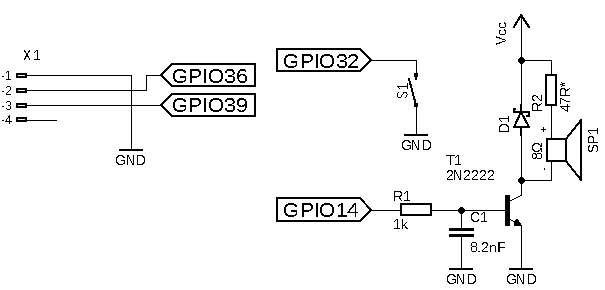 X1
-1
-2
-3
-4
GPIO36
GPIO39
GND
GPIO32
S1
GND
Vcc
R2
47R*
D1
+
8Ω
-
SP1
T1
2N2222
GPIO14
R1
1k
C1
8.2nF
GND
GND